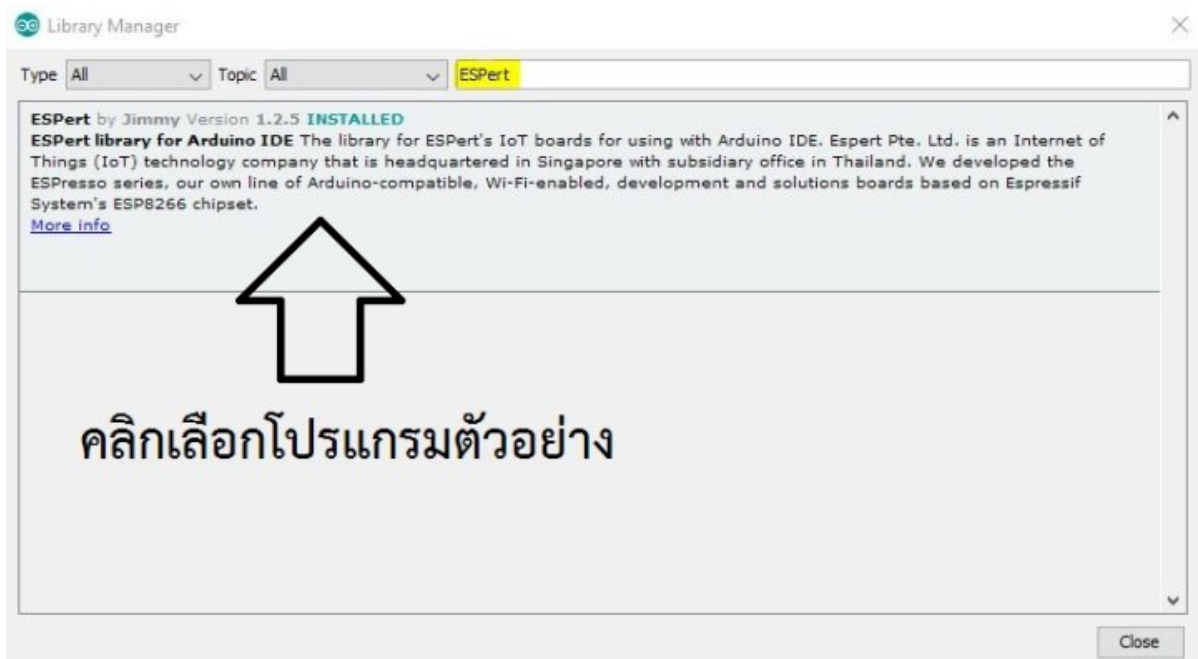 Library Manager
Type All Topic All ESPert
ESPert by Jimmy Version 1.2.5 INSTALLED
ESPert library for Arduino IDE The library for ESPert's IoT boards for using with Arduino IDE. Espert Pte. Ltd. is an Internet of
Things (IoT) technology company that is headquartered in Singapore with subsidiary office in Thailand. We developed the
ESPresso series, our own line of Arduino-compatible, Wi-Fi-enabled, development and solutions boards based on Espressif
System's ESP8266 chipset.
More info
คลิกเลือกโปรแกรมตัวอย่าง
Close